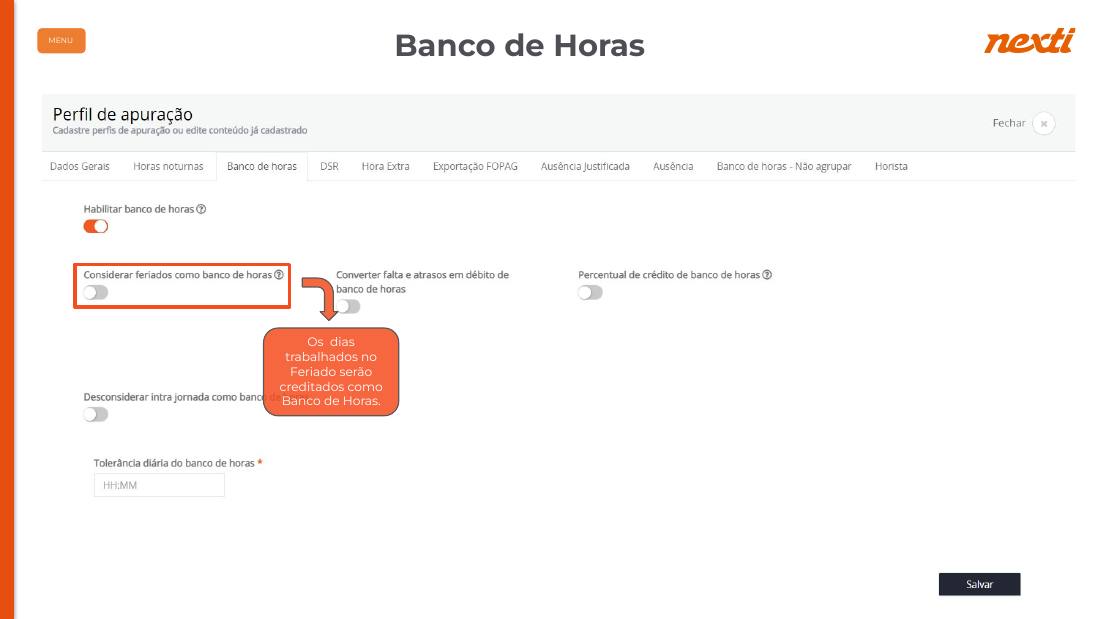 MENU
Banco de Horas
nexti
Perfil de apuração
Cadastre perfis de apuração ou edite conteúdo já cadastrado
Fechar
Dados Gerais Horas noturnas Banco de horas DSR Hora Extra Exportação FOPAG Ausência Justificada Ausência Banco de horas - Não agrupar Horista
Habilitar banco de horas
Considerar feriados como banco de horas
Converter falta e atrasos em débito de
banco de horas
Percentual de crédito de banco de horas
Os dias
trabalhados no
Feriado serão
creditados como
Banco de Horas.
Desconsiderar intra jornada como banco
Tolerância diária do banco de horas *
HH:MM
Salvar